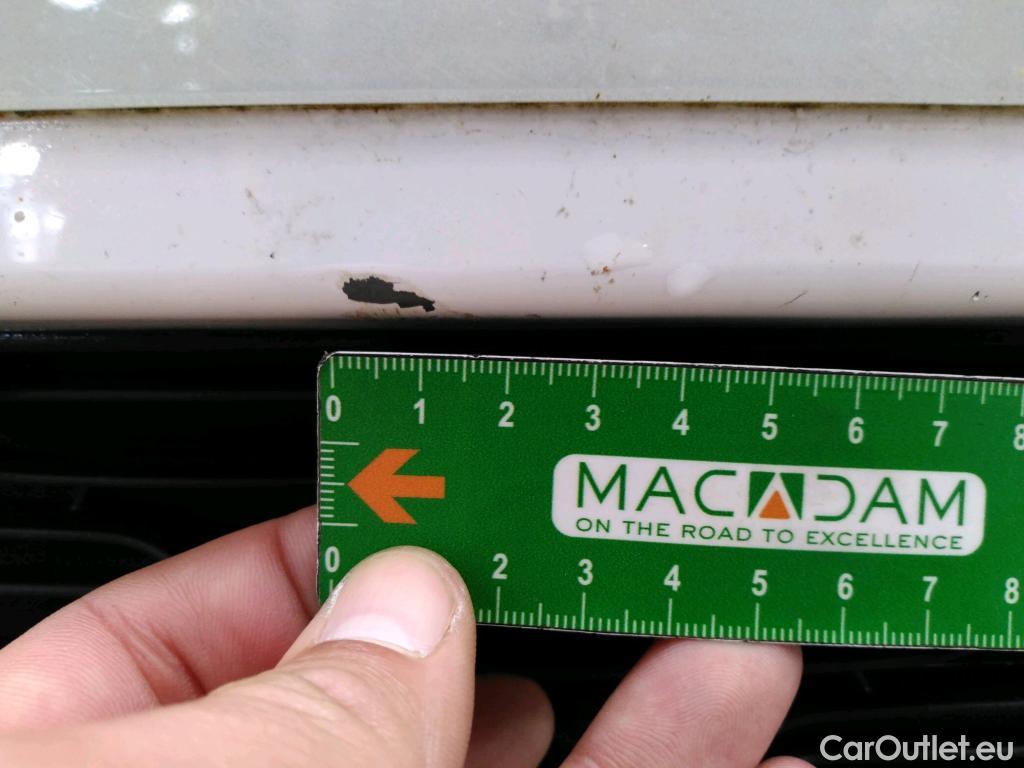 0 1 2 3 4 5 6 7 8
MACADAM
ON THE ROAD TO EXCELLENCE
0 2 3 4 5 6 7 8
CarOutlet.eu